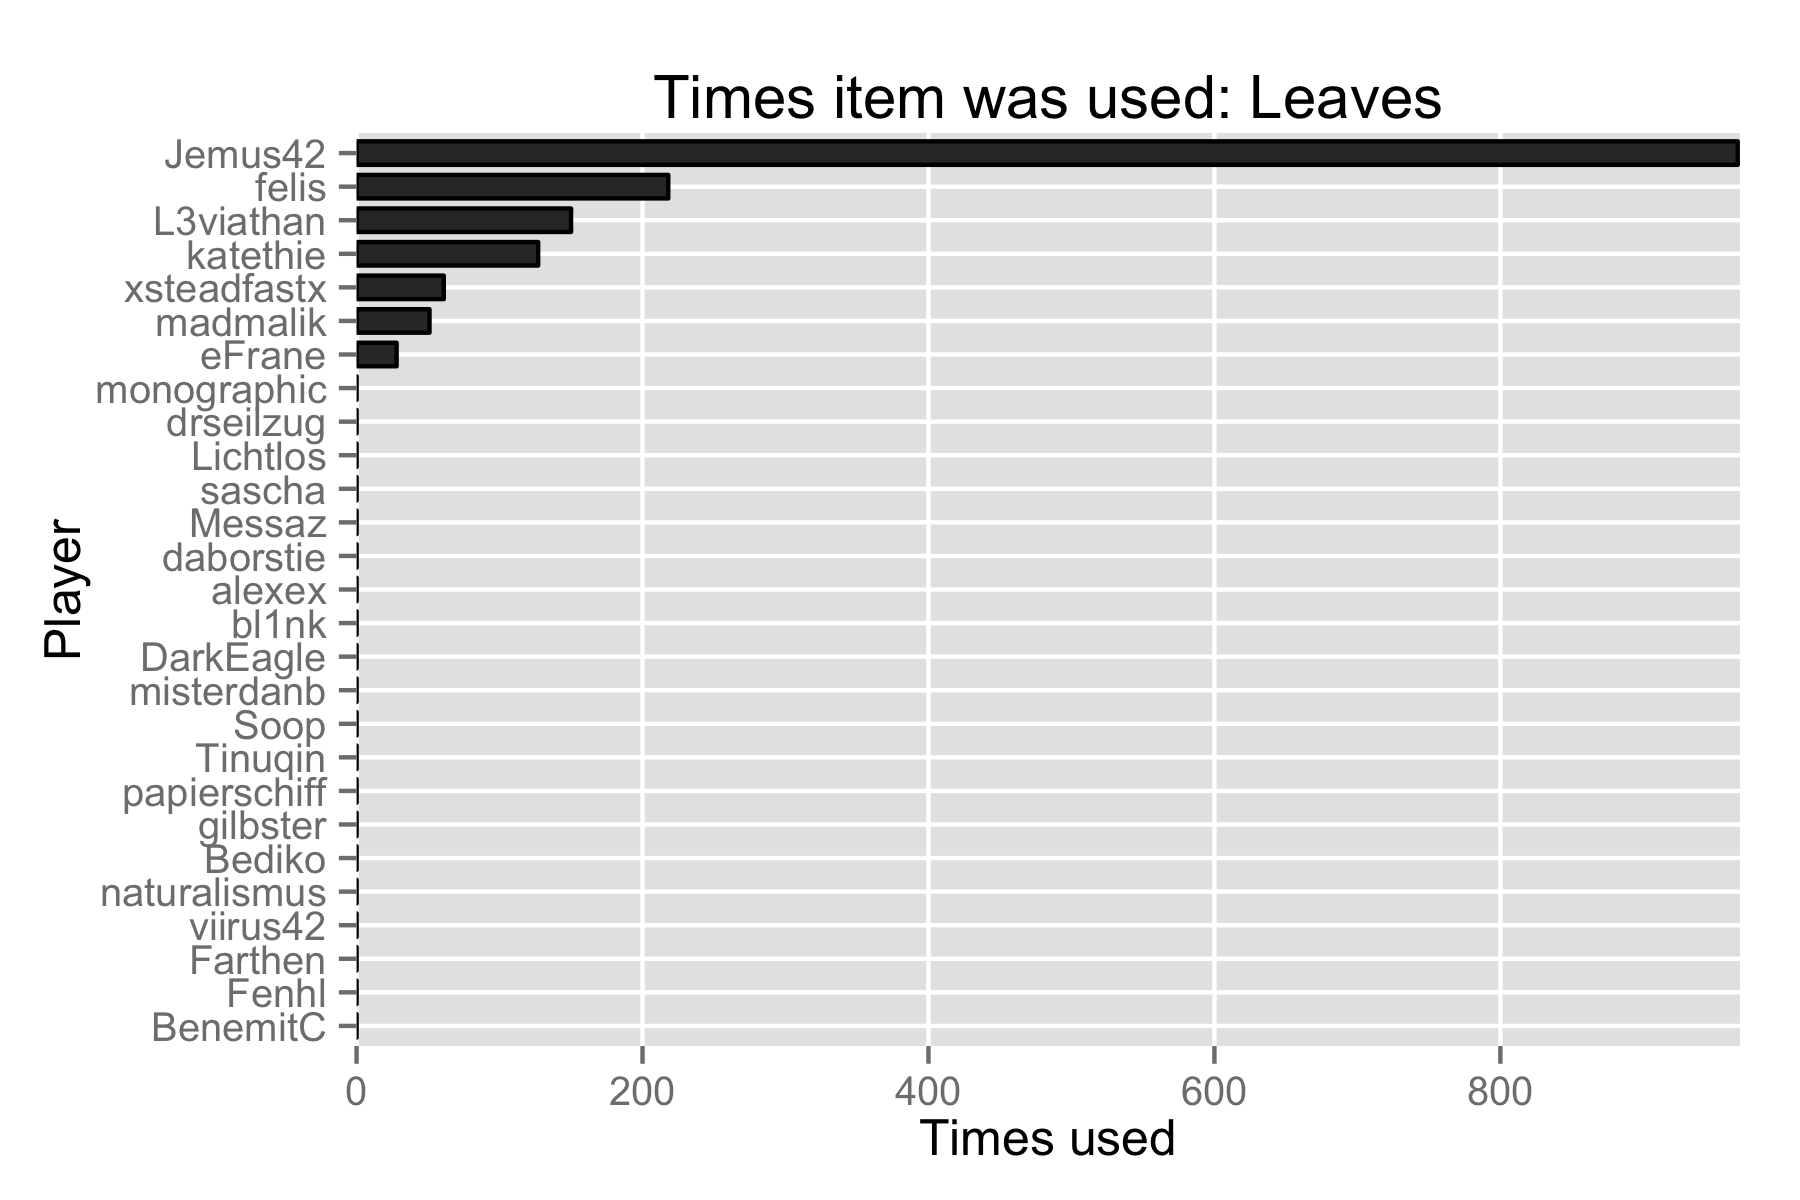 Times item was used: Leaves
Jemus42
felis
L3viathan
katethie
xsteadfastx
madmalik
eFrane
monographic
drseilzug
Lichtlos
sascha
Messaz
daborstie
alexex
bl1nk
DarkEagle
misterdanb
Soop
Tinuqin
papierschiff
gilbster
Bediko
naturalismus
viirus42
Farthen
Fenhl
BenemitC
Player
0 200 400 600 800
Times used